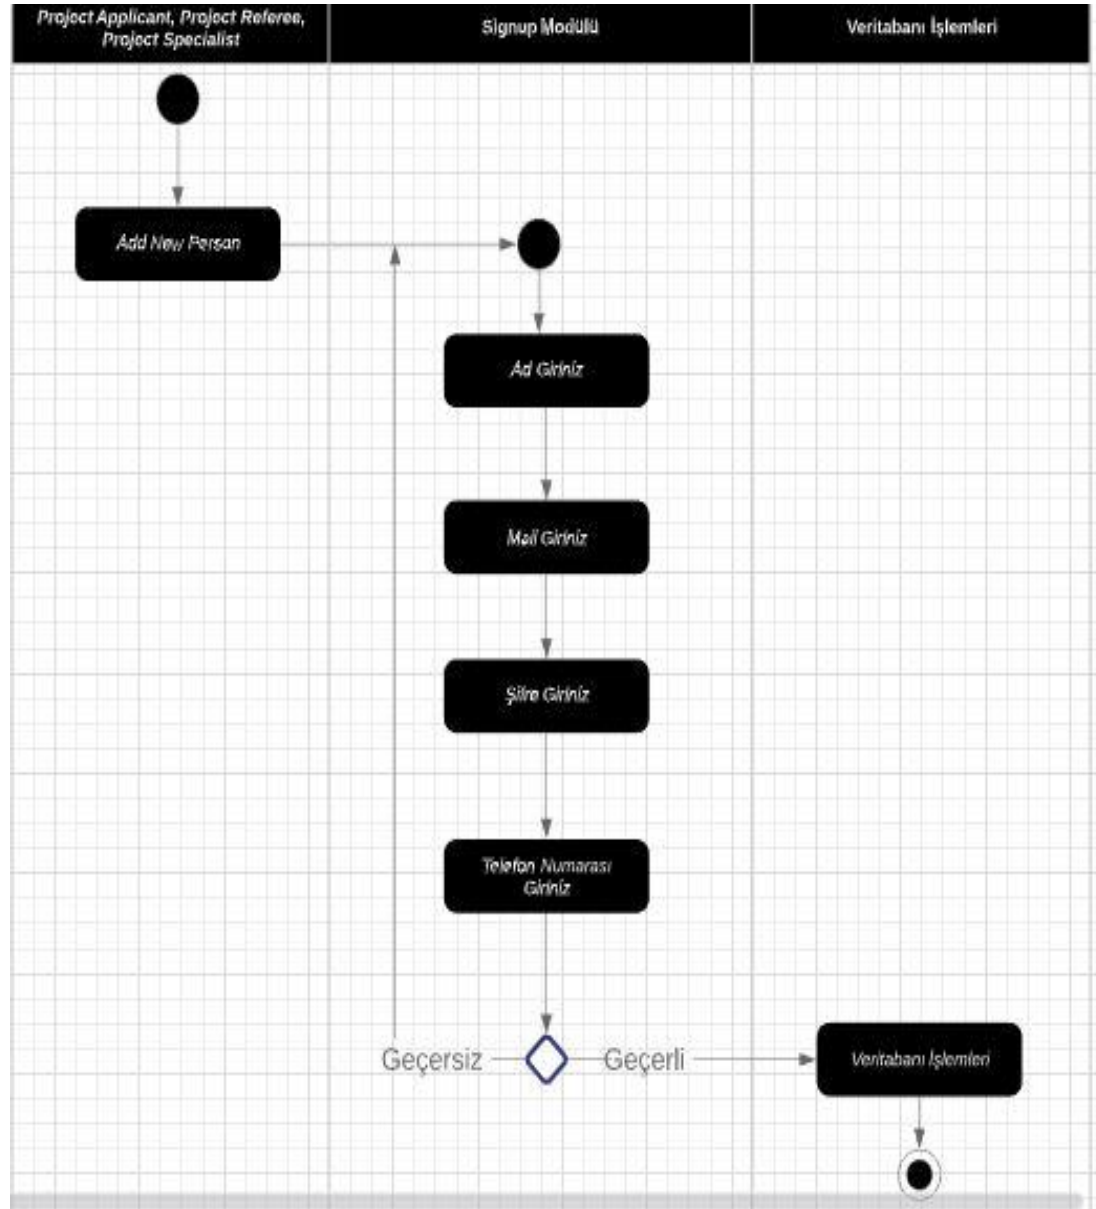 Project Applicant, Project Referee,
Project Specialist
Signup Modülü
Veritabanı İşlemleri
Add New Person
Ad Giriniz
Mail Giriniz
Şifre Giriniz
Telefon Numarası
Giriniz
Geçersiz
Geçerli
Veritabanı İşlemleri